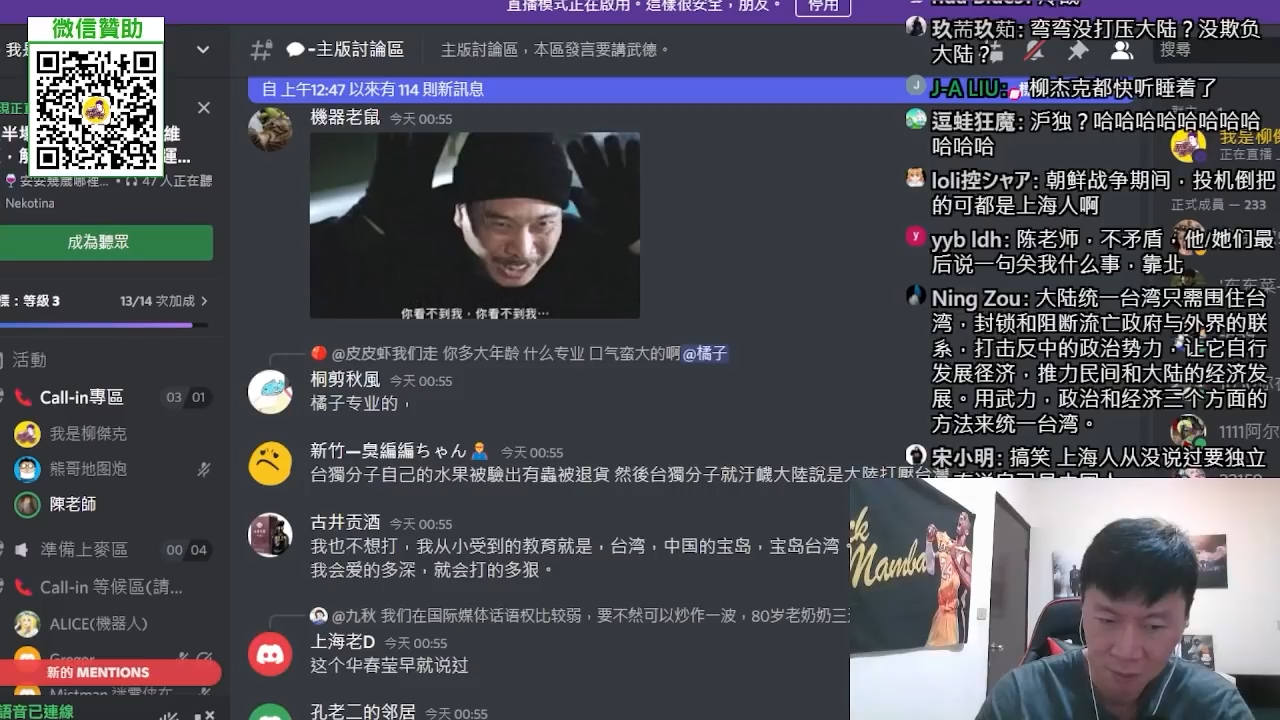 直播模式正在啟用。這樣很安全，朋友。
停用
微信贊助
主版討論區
主版討論區，本區發言要講武德。
搜尋
自 上午12:47 以來有 114 則新訊息
機器老鼠 今天 00:55
你看不到我，你看不到我…
47 人正在聽
Nekotina
成為聽眾
標：等級 3
13/14 次加成
活動
Call-in專區
03 01
我是柳傑克
熊哥地圖炮
陳老師
準備上麥區
00 04
Call-in 等候區(請...
ALICE(機器人)
新的 MENTIONS
語音已連線
@皮皮虾我们走 你多大年龄 什么专业 口气蛮大的啊@橘子
桐剪秋風 今天 00:55
橘子专业的，
新竹一臭編編ちゃん 今天 00:55
台獨分子自己的水果被驗出有蟲被退貨 然後台獨分子就汙衊大陸說是大陸打壓台灣
古井贡酒 今天 00:55
我也不想打，我从小受到的教育就是，台湾，中国的宝岛，宝岛台湾
我会爱的多深，就会打的多狠。
@九秋 我们在国际媒体话语权比较弱，要不然可以炒作一波，80岁老奶奶三
上海老D 今天 00:55
这个华春莹早就说过
孔老二的邻居 今天 00:55
弯弯没打压大陆？没欺负
大陆？
J-A LIU: 柳杰克都快听睡着了
逗蛙狂魔: 沪独？哈哈哈哈哈哈哈哈
哈哈哈
loli控シャア: 朝鲜战争期间，投机倒把
的可都是上海人啊
yyb ldh: 陈老师，不矛盾，他/她们最
后说一句关我什么事，靠北
Ning Zou: 大陆统一台湾只需围住台
湾，封锁和阻断流亡政府与外界的联
系，打击反中的政治势力，让它自行
发展径济，推力民间和大陆的经济发
展。用武力，政治和经济三个方面的
方法来统一台湾。
宋小明: 搞笑 上海人从没说过要独立
正在直播
正式成員 — 233
1111阿尔
ck
Mamba